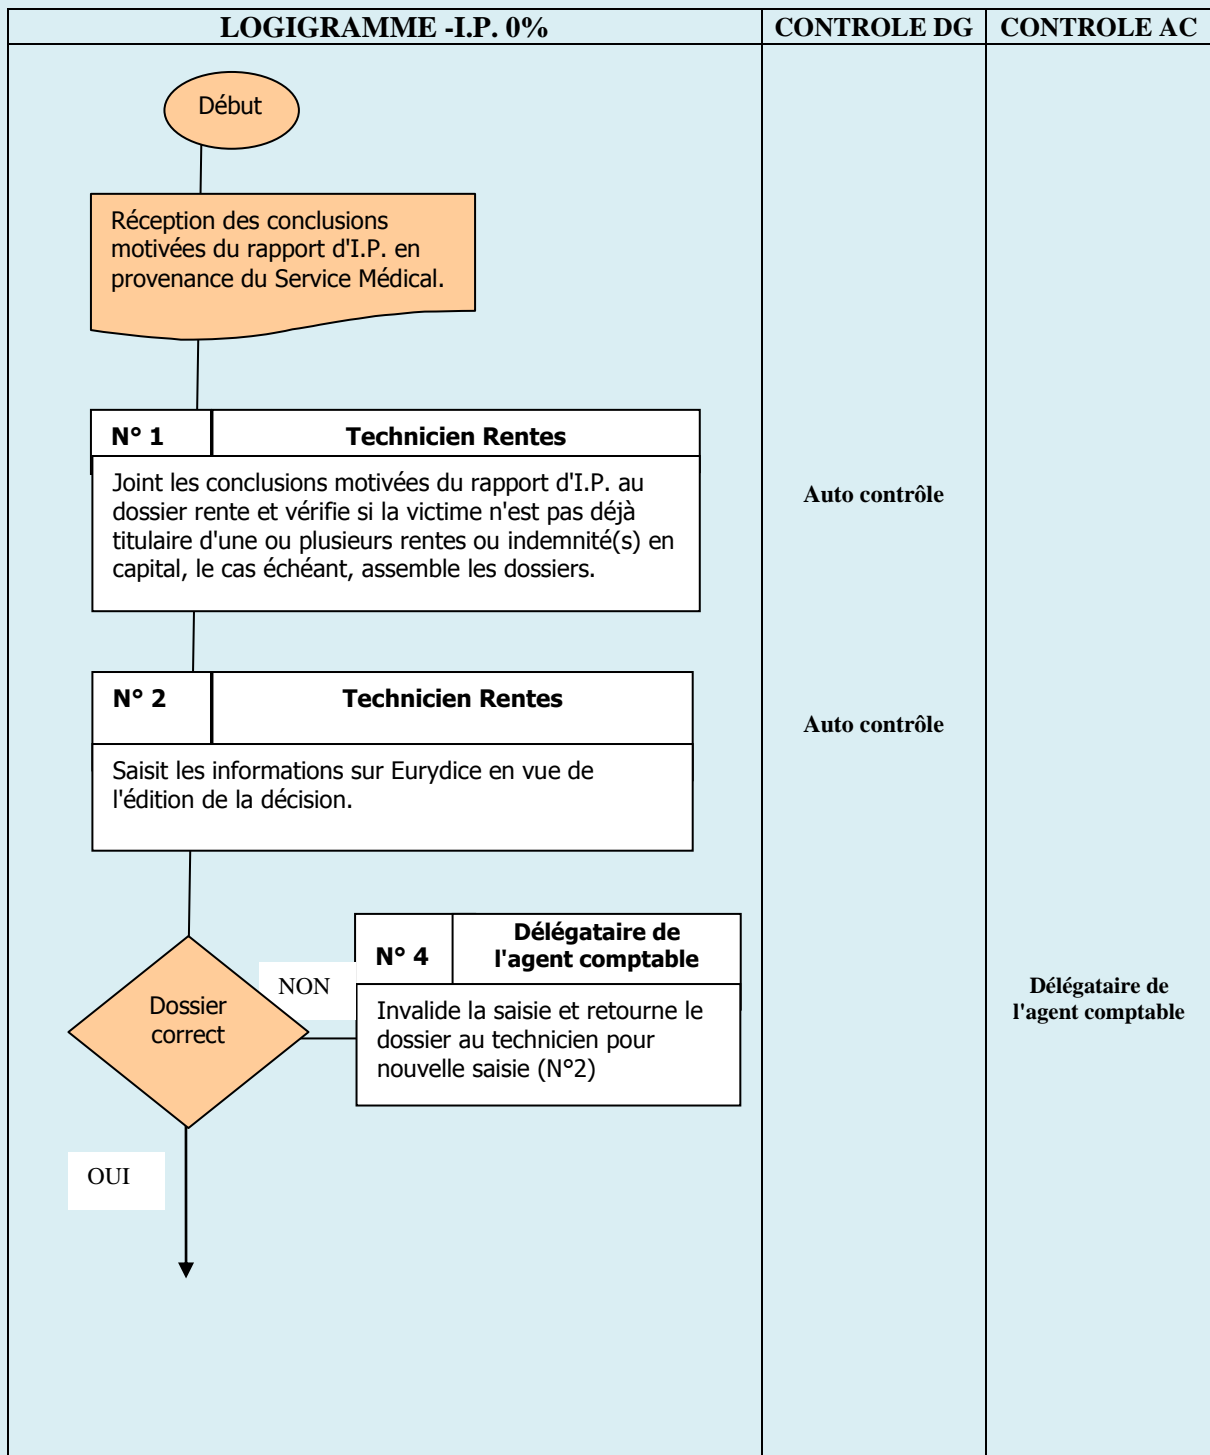 LOGIGRAMME -I.P. 0%
CONTROLE DG
CONTROLE AC
Début
Réception des conclusions
motivées du rapport d'I.P. en
provenance du Service Médical.
N° 1
Technicien Rentes
Joint les conclusions motivées du rapport d'I.P. au
dossier rente et vérifie si la victime n'est pas déjà
titulaire d'une ou plusieurs rentes ou indemnité(s) en
capital, le cas échéant, assemble les dossiers.
Auto contrôle
N° 2
Technicien Rentes
Saisit les informations sur Eurydice en vue de
l'édition de la décision.
Auto contrôle
Dossier
correct
NON
N° 4
Délégataire de
l'agent comptable
Invalide la saisie et retourne le
dossier au technicien pour
nouvelle saisie (N°2)
Délégataire de
l'agent comptable
OUI